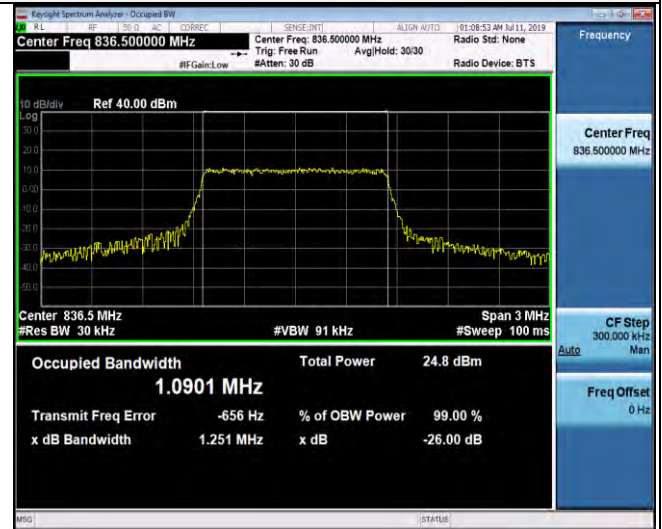 Keysight Spectrum Analyzer - Occupied BW
RL RF 50 Ω AC CORREC SENSE:INT ALIGN AUTO 01:08:53 AM Jul 11, 2019
Center Freq 836.500000 MHz
Center Freq: 836.500000 MHz
Radio Std: None
Trig: Free Run Avg|Hold: 30/30
#IFGain:Low
#Atten: 30 dB
Radio Device: BTS
10 dB/div Ref 40.00 dBm
Log
30.0
20.0
10.0
0.00
-10.0
-20.0
-30.0
-40.0
-50.0
Center 836.5 MHz
Span 3 MHz
#Res BW 30 kHz
#VBW 91 kHz
#Sweep 100 ms
Occupied Bandwidth
Total Power 24.8 dBm
1.0901 MHz
Transmit Freq Error -656 Hz
% of OBW Power 99.00 %
x dB Bandwidth 1.251 MHz
x dB -26.00 dB
Frequency
Center Freq
836.500000 MHz
CF Step
300.000 kHz
Auto Man
Freq Offset
0 Hz
MSG
STATUS